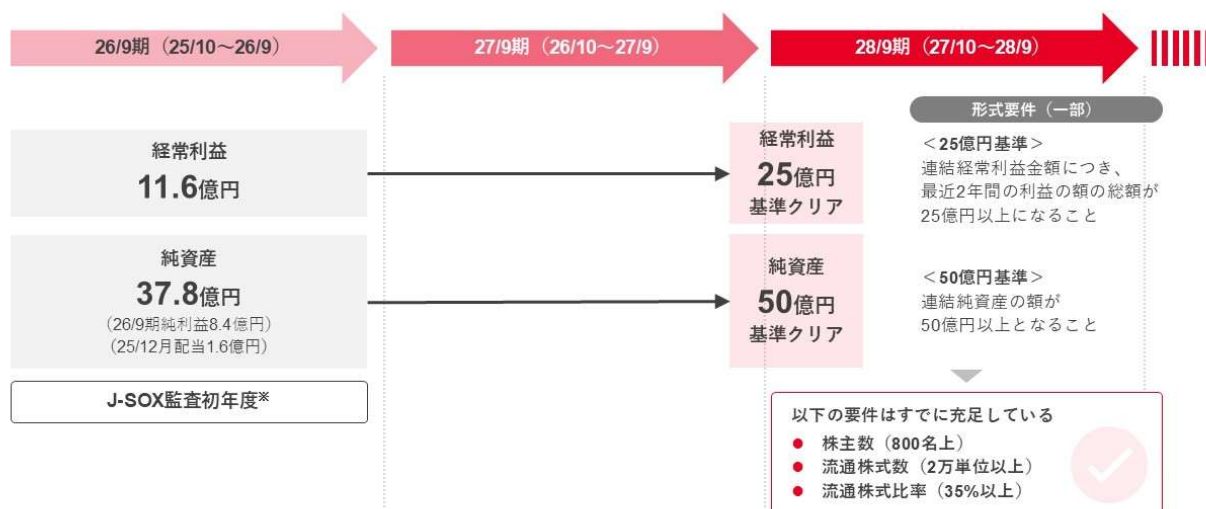 26/9期（25/10～26/9）
27/9期（26/10～27/9）
28/9期（27/10～28/9）
経常利益
11.6億円
経常利益
25億円
基準クリア
形式要件（一部）
＜25億円基準＞
連結経常利益金額につき、
最近2年間の利益の額の総額が
25億円以上になること
純資産
37.8億円
（26/9期純利益8.4億円）
（25/12月配当1.6億円）
純資産
50億円
基準クリア
＜50億円基準＞
連結純資産の額が
50億円以上となること
J-SOX監査初年度※
以下の要件はすでに充足している
● 株主数（800名上）
● 流通株式数（2万単位以上）
● 流通株式比率（35%以上）